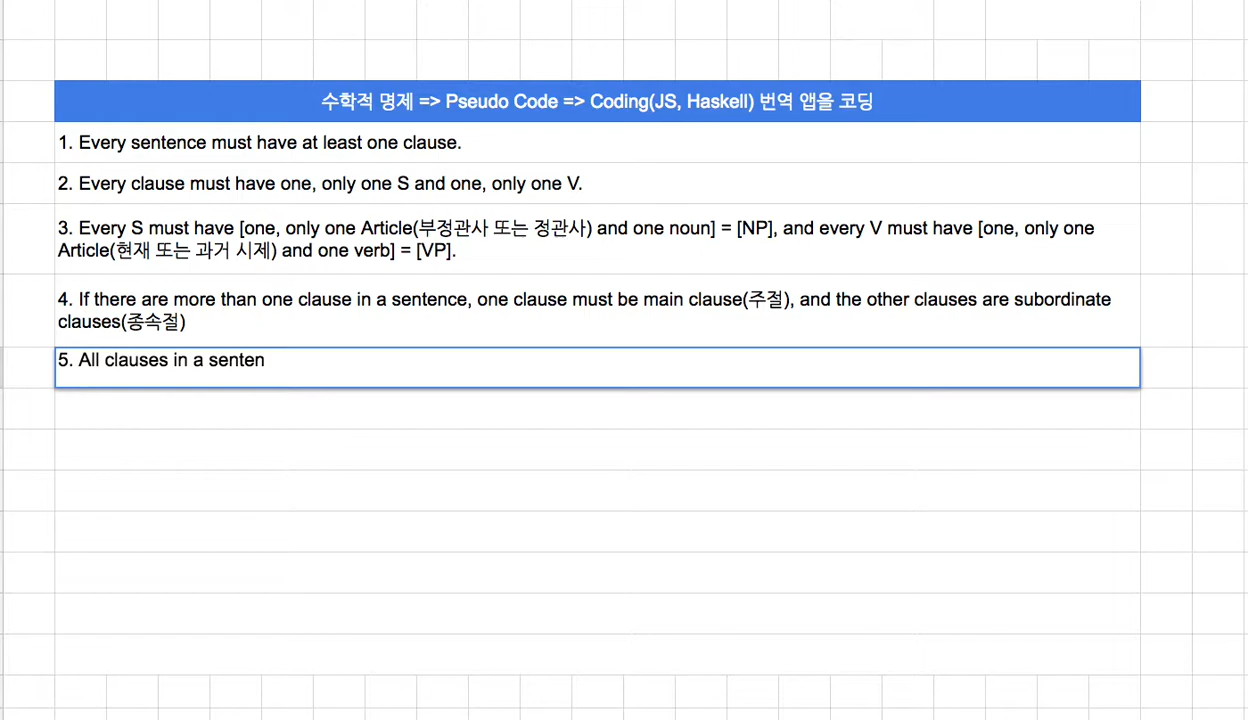 수학적 명제 => Pseudo Code => Coding(JS, Haskell) 번역 앱을 코딩
1. Every sentence must have at least one clause.
2. Every clause must have one, only one S and one, only one V.
3. Every S must have [one, only one Article(부정관사 또는 정관사) and one noun] = [NP], and every V must have [one, only one
Article(현재 또는 과거 시제) and one verb] = [VP].
4. If there are more than one clause in a sentence, one clause must be main clause(주절), and the other clauses are subordinate
clauses(종속절)
5. All clauses in a senten